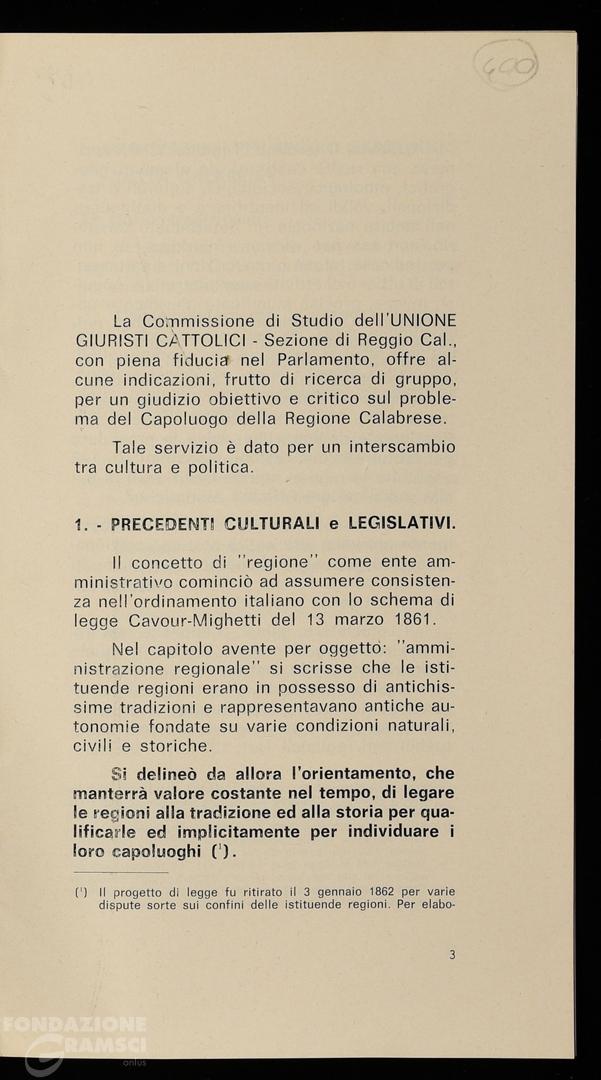 400
La Commissione di Studio dell'UNIONE
GIURISTI CATTOLICI - Sezione di Reggio Cal.,
con piena fiducia nel Parlamento, offre al-
cune indicazioni, frutto di ricerca di gruppo,
per un giudizio obiettivo e critico sul proble-
ma del Capoluogo della Regione Calabrese.
Tale servizio è dato per un interscambio
tra cultura e politica.
1. - PRECEDENTI CULTURALI e LEGISLATIVI.
Il concetto di "regione" come ente am-
ministrativo cominciò ad assumere consisten-
za nell'ordinamento italiano con lo schema di
legge Cavour-Mighetti del 13 marzo 1861.
Nel capitolo avente per oggetto: "ammi-
nistrazione regionale" si scrisse che le isti-
tuende regioni erano in possesso di antichis-
sime tradizioni e rappresentavano antiche au-
tonomie fondate su varie condizioni naturali,
civili e storiche.
Si delineò da allora l'orientamento, che
manterrà valore costante nel tempo, di legare
le regioni alla tradizione ed alla storia per qua-
lificarle ed implicitamente per individuare i
loro capoluoghi (¹).
(¹) Il progetto di legge fu ritirato il 3 gennaio 1862 per varie
dispute sorte sui confini delle istituende regioni. Per elabo-
3
FONDAZIONE
GRAMSCI
onlus